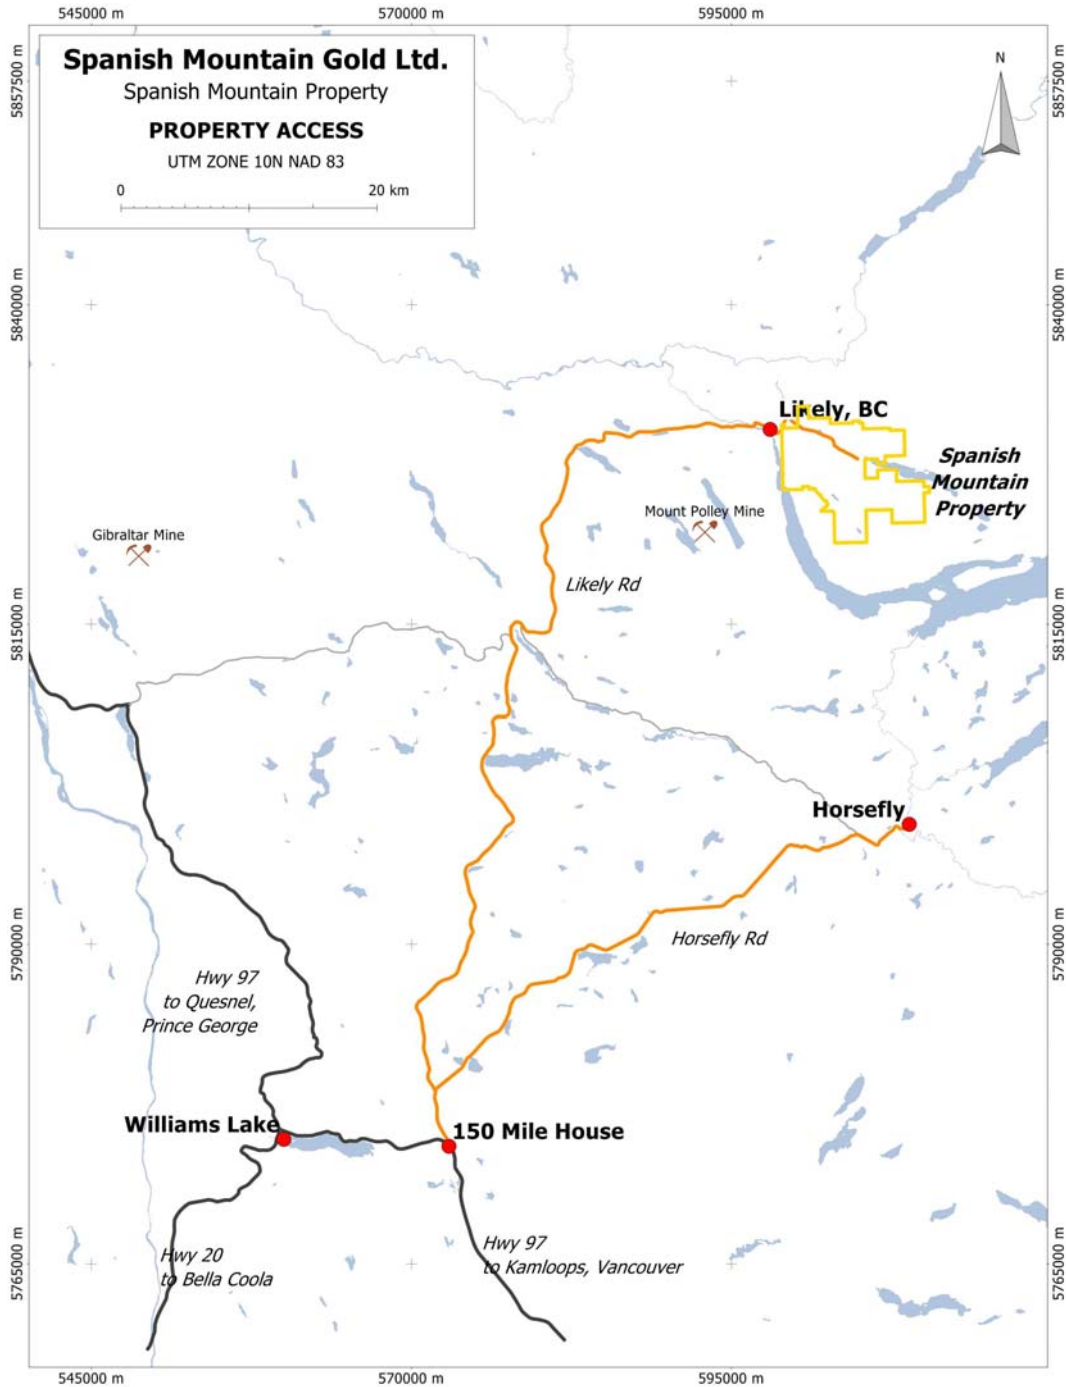 545000 m
570000 m
595000 m
Spanish Mountain Gold Ltd.
Spanish Mountain Property
PROPERTY ACCESS
UTM ZONE 10N NAD 83
0
20 km
N
5857500 m
5857500 m
5840000 m
5840000 m
Likely, BC
Spanish
Mountain
Property
Mount Polley Mine
Gibraltar Mine
Likely Rd
5815000 m
5815000 m
Horsefly
Horsefly Rd
5790000 m
5790000 m
Hwy 97
to Quesnel,
Prince George
Williams Lake
150 Mile House
Hwy 20
to Bella Coola
Hwy 97
to Kamloops, Vancouver
5765000 m
5765000 m
545000 m
570000 m
595000 m